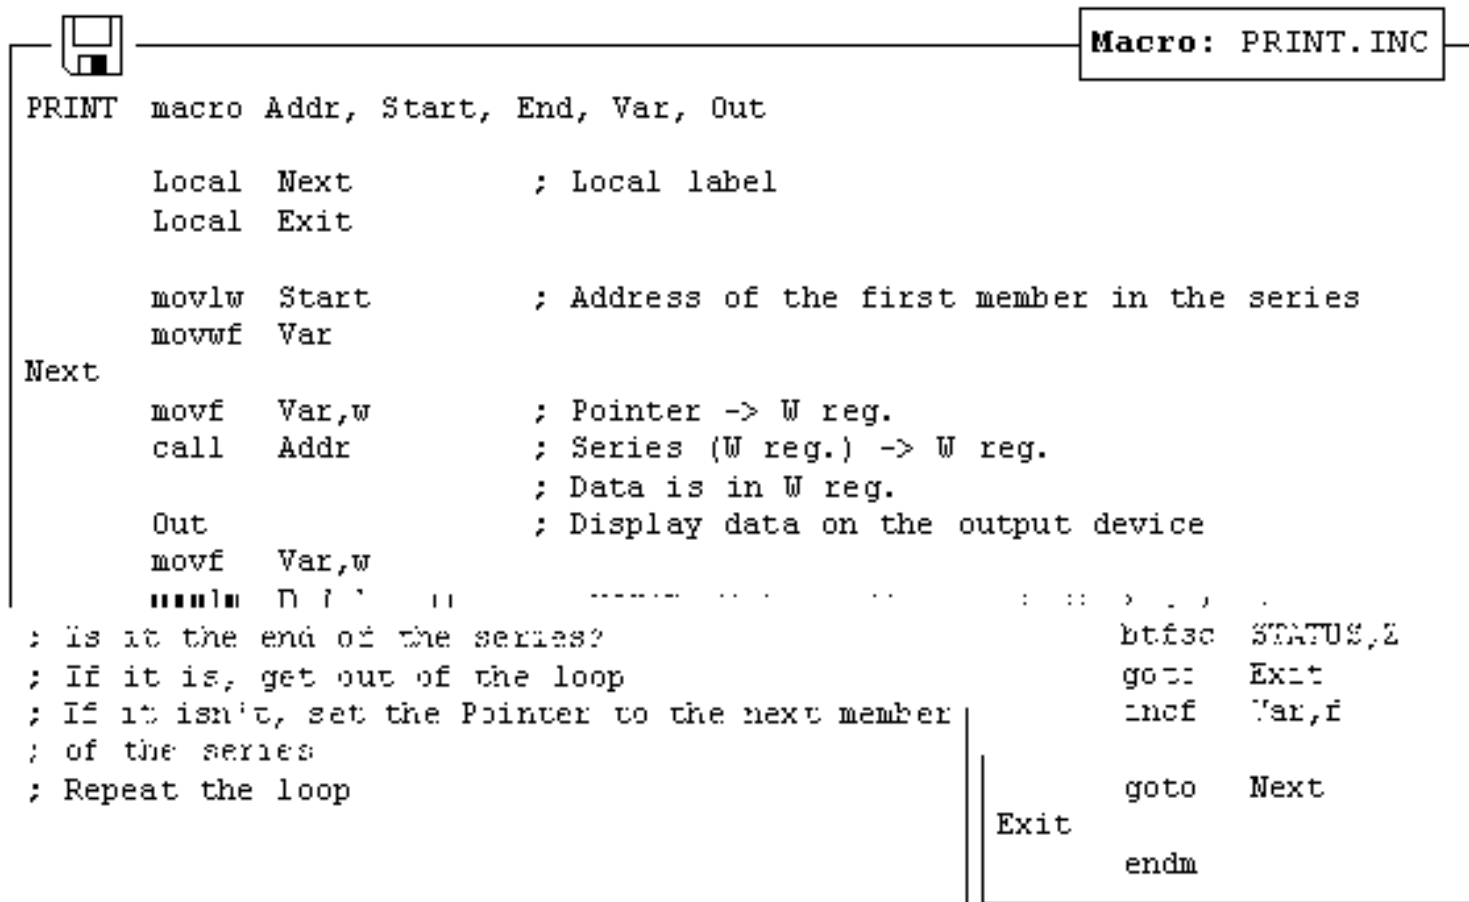 Macro: PRINT.INC
PRINT macro Addr, Start, End, Var, Out
Local Next ; Local label
Local Exit
movlw Start ; Address of the first member in the series
movwf Var
Next
movf Var,w ; Pointer -> W reg.
call Addr ; Series (W reg.) -> W reg.
; Data is in W reg.
Out ; Display data on the output device
movf Var,w
; Is it the end of the series? btfsc STATUS,Z
; If it is, get out of the loop goto Exit
; If it isn't, set the Pointer to the next member incf Var,f
; of the series
; Repeat the loop goto Next
Exit
endm